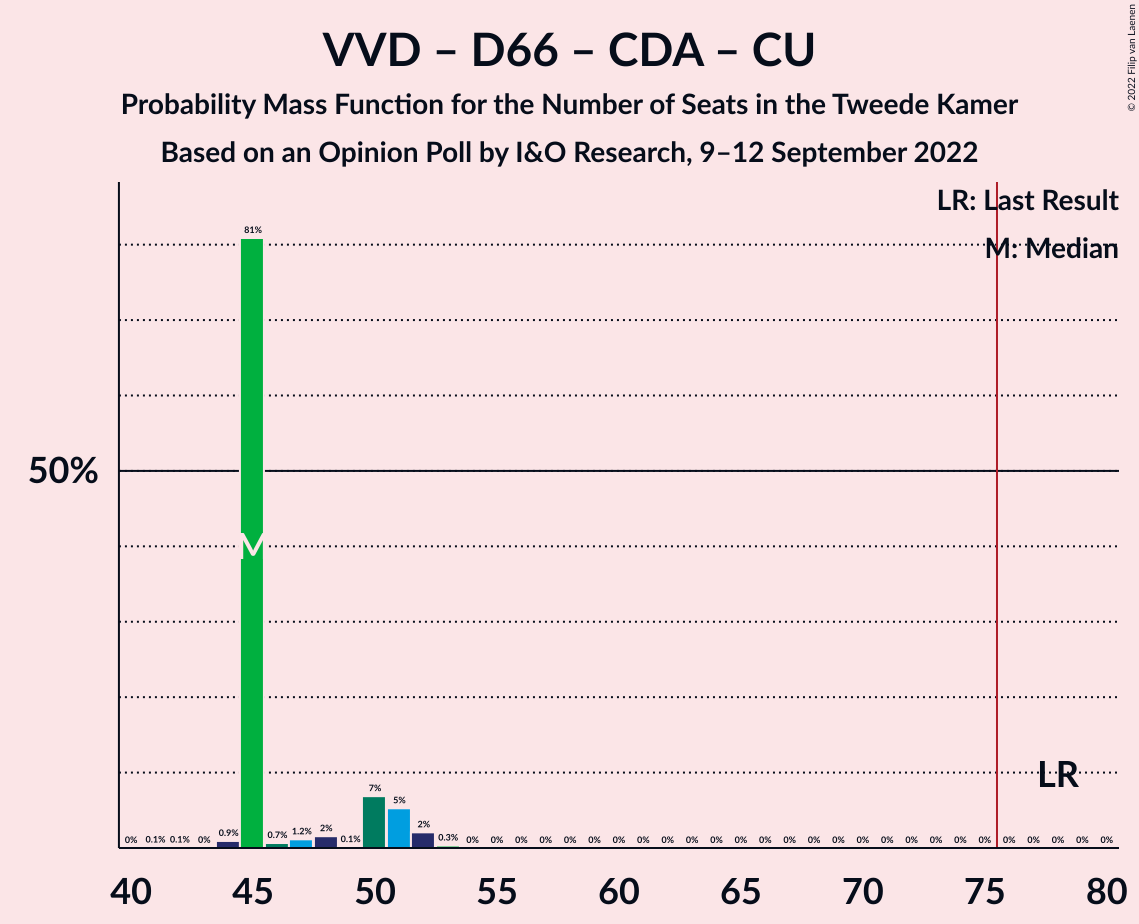 VVD – D66 – CDA – CU
Probability Mass Function for the Number of Seats in the Tweede Kamer
Based on an Opinion Poll by I&O Research, 9–12 September 2022
© 2022 Filip van Laenen
LR: Last Result
M: Median
50%
0% 0.1% 0.1% 0% 0.9% 81% 0.7% 1.2% 2% 0.1% 7% 5% 2% 0.3% 0% 0% 0% 0% 0% 0% 0% 0% 0% 0% 0% 0% 0% 0% 0% 0% 0% 0% 0% 0% 0% 0% 0% 0% 0% 0% 0%
M
LR
40 45 50 55 60 65 70 75 80